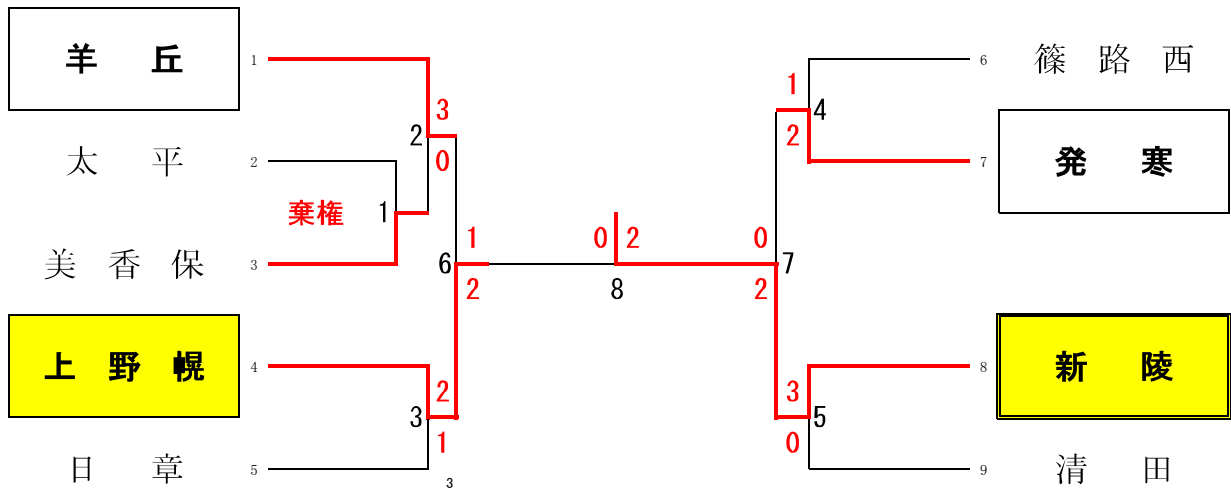 羊 丘 1 6 篠 路 西
1
3 4
2 2
太 平 2 0 7 発 寒
棄権 1
1 0 2 0
美 香 保 3 6 7
2 8 2
上 野 幌 4 8 新 陵
2 3
3 5
1 0
日 章 5 9 清 田
3